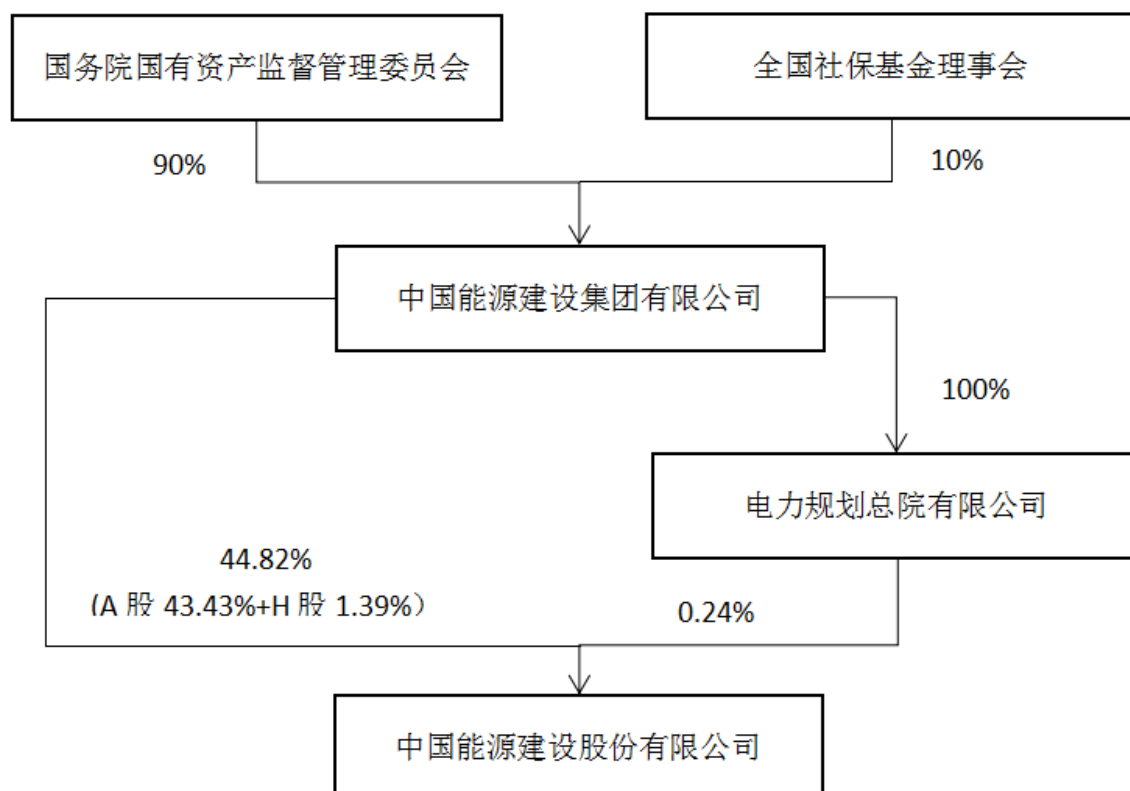 国务院国有资产监督管理委员会
全国社保基金理事会
90%
10%
中国能源建设集团有限公司
100%
电力规划总院有限公司
44.82%
(A 股 43.43%+H 股 1.39%）
0.24%
中国能源建设股份有限公司